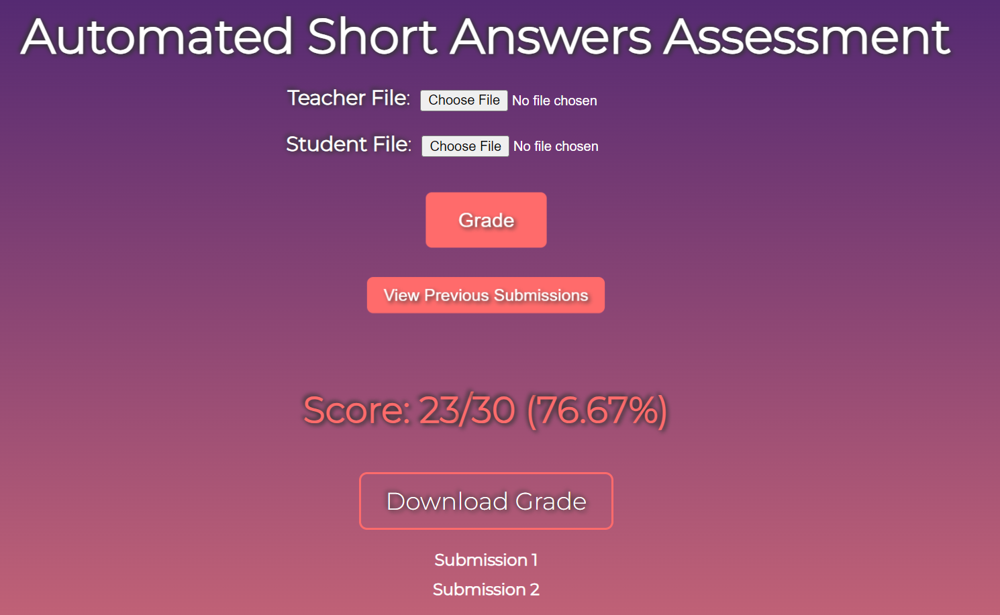 Automated Short Answers Assessment
Teacher File: Choose File No file chosen
Student File: Choose File No file chosen
Grade
View Previous Submissions
Score: 23/30 (76.67%)
Download Grade
Submission 1
Submission 2